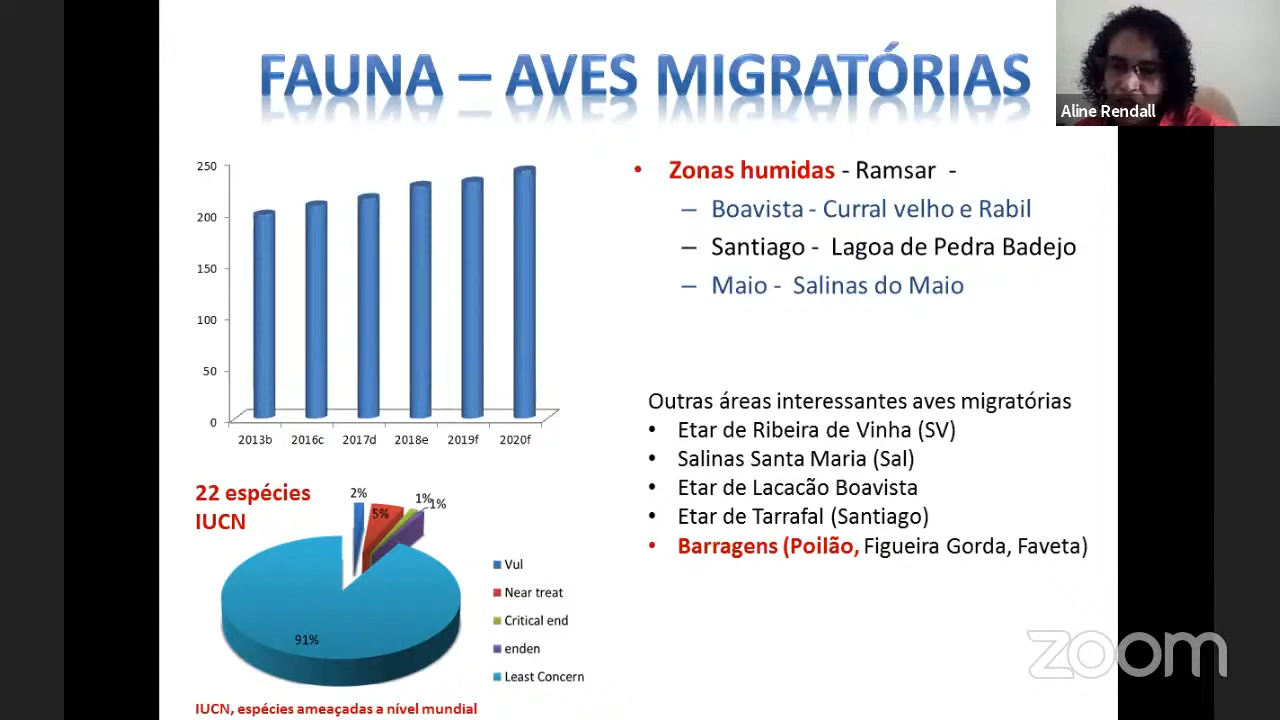 FAUNA – AVES MIGRATÓRIAS
Aline Rendall
250
200
150
100
50
0
2013b 2016c 2017d 2018e 2019f 2020f
• Zonas humidas - Ramsar -
– Boavista - Curral velho e Rabil
– Santiago - Lagoa de Pedra Badejo
– Maio - Salinas do Maio
Outras áreas interessantes aves migratórias
• Etar de Ribeira de Vinha (SV)
• Salinas Santa Maria (Sal)
• Etar de Lacacão Boavista
• Etar de Tarrafal (Santiago)
• Barragens (Poilão, Figueira Gorda, Faveta)
22 espécies
IUCN
2%
5%
1%
1%
91%
Vul
Near treat
Critical end
enden
Least Concern
IUCN, espécies ameaçadas a nível mundial
zoom